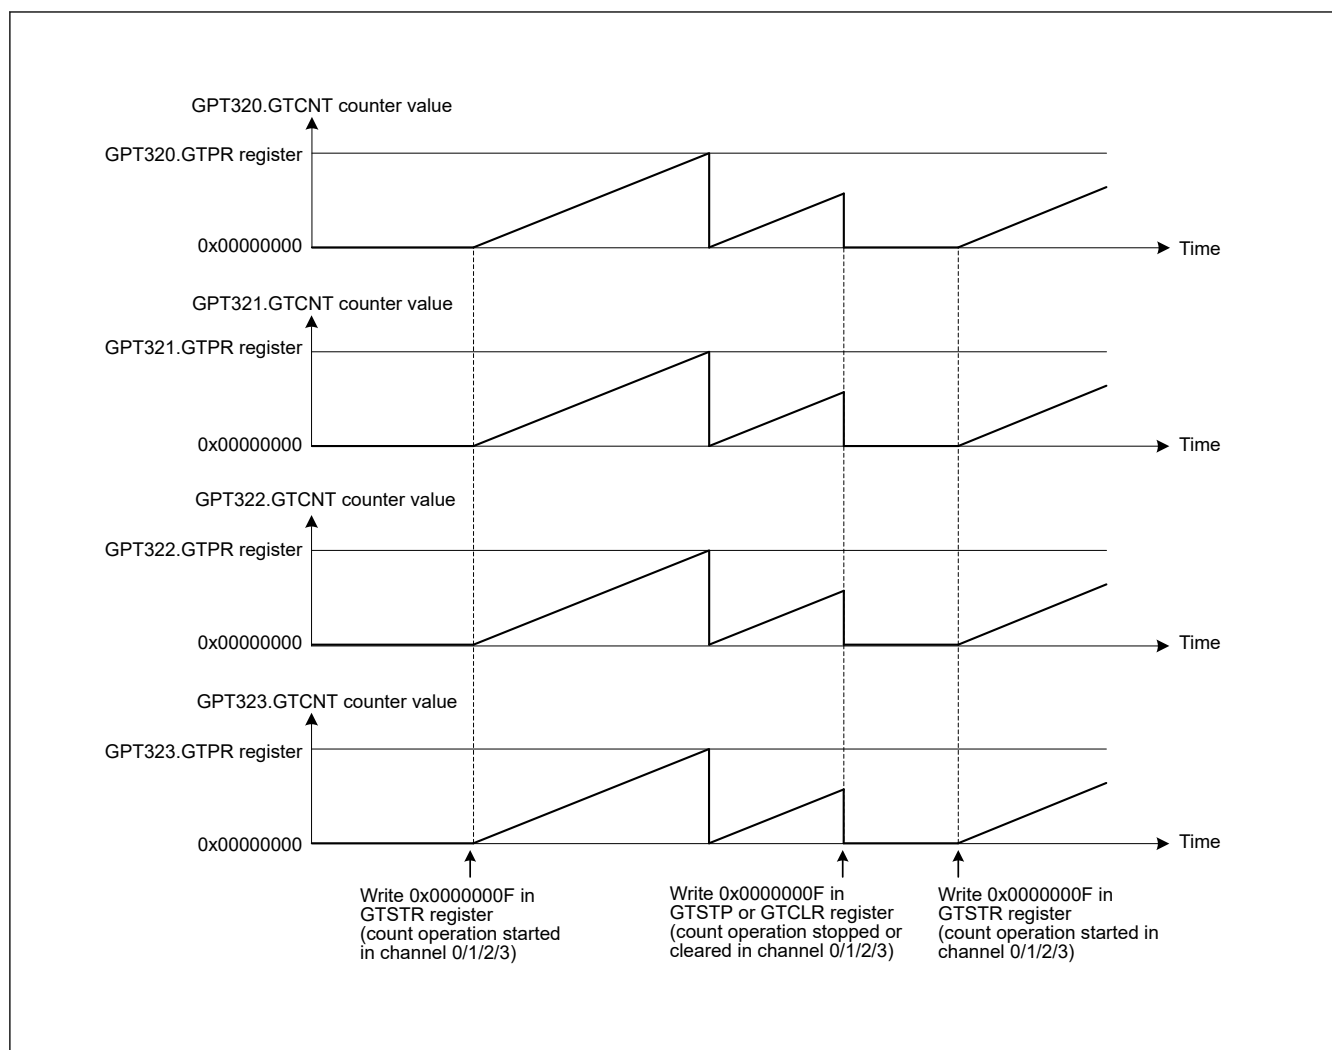 GPT320.GTCNT counter value
GPT320.GTPR register
0x00000000
Time
GPT321.GTCNT counter value
GPT321.GTPR register
0x00000000
Time
GPT322.GTCNT counter value
GPT322.GTPR register
0x00000000
Time
GPT323.GTCNT counter value
GPT323.GTPR register
0x00000000
Time
Write 0x0000000F in
GTSTR register
(count operation started
in channel 0/1/2/3)
Write 0x0000000F in
GTSTP or GTCLR register
(count operation stopped or
cleared in channel 0/1/2/3)
Write 0x0000000F in
GTSTR register
(count operation started in
channel 0/1/2/3)